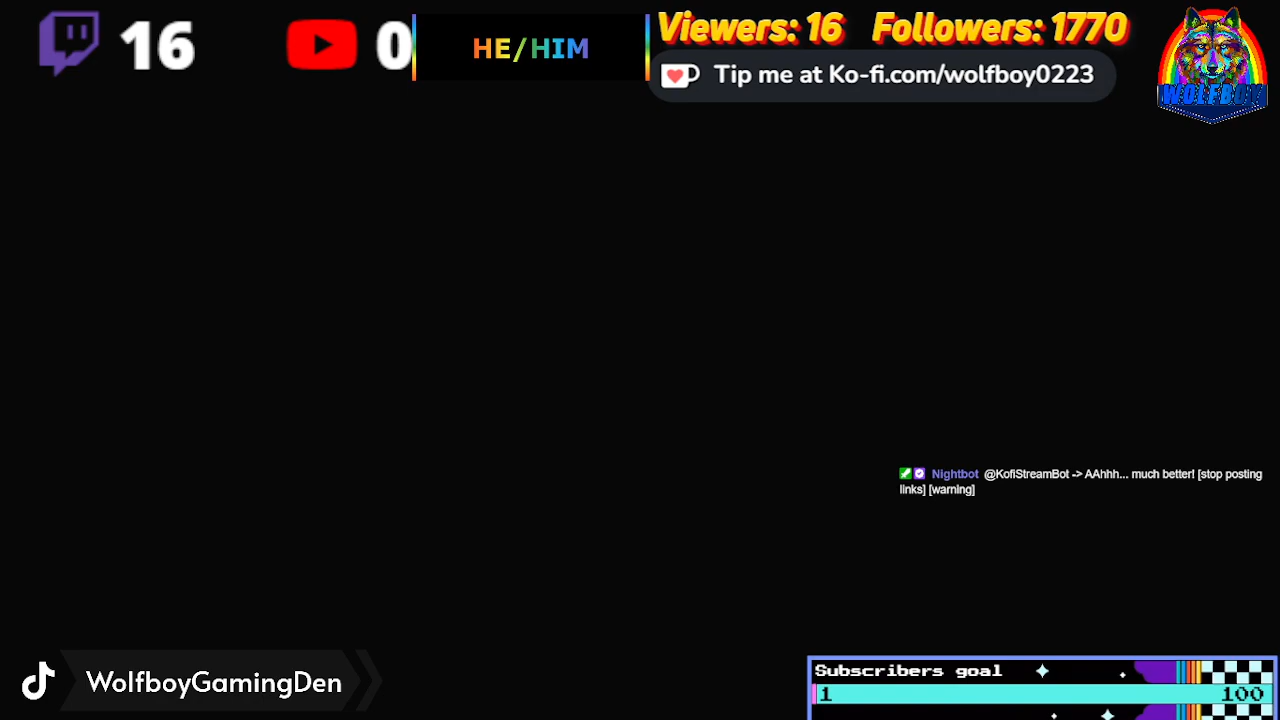 16
0
HE/HIM
Viewers: 16 Followers: 1770
Tip me at Ko-fi.com/wolfboy0223
WOLFBOY
Nightbot @KofiStreamBot -> AAhhh... much better! [stop posting
links] [warning]
WolfboyGamingDen
Subscribers goal
1 100